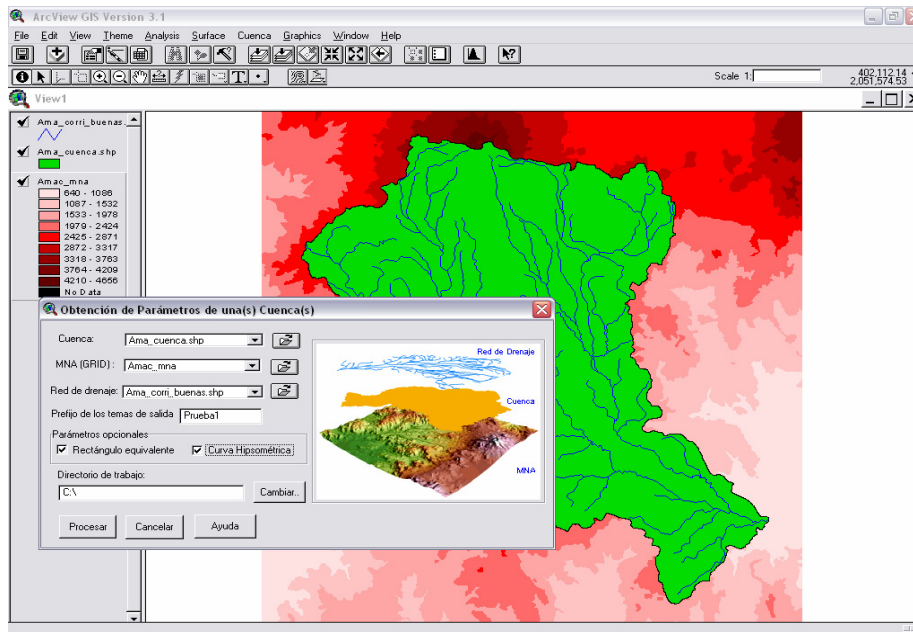 ArcView GIS Version 3.1
File Edit View Theme Analysis Surface Cuenca Graphics Window Help
Scale 1:
402,112.14
2,051,574.53
View1
Ama_corri_buenas.
Ama_cuenca.shp
Amac_mna
640 - 1086
1087 - 1532
1533 - 1978
1979 - 2424
2425 - 2871
2872 - 3317
3318 - 3763
3764 - 4209
4210 - 4656
No Data
Obtención de Parámetros de una(s) Cuenca(s)
Cuenca: Ama_cuenca.shp
MNA (GRID) : Amac_mna
Red de drenaje: Ama_corri_buenas.shp
Prefijo de los temas de salida Prueba1
Parámetros opcionales
Rectángulo equivalente Curva Hipsométrica
Directorio de trabajo:
C:\ Cambiar..
Procesar Cancelar Ayuda
Red de Drenaje
Cuenca
MNA